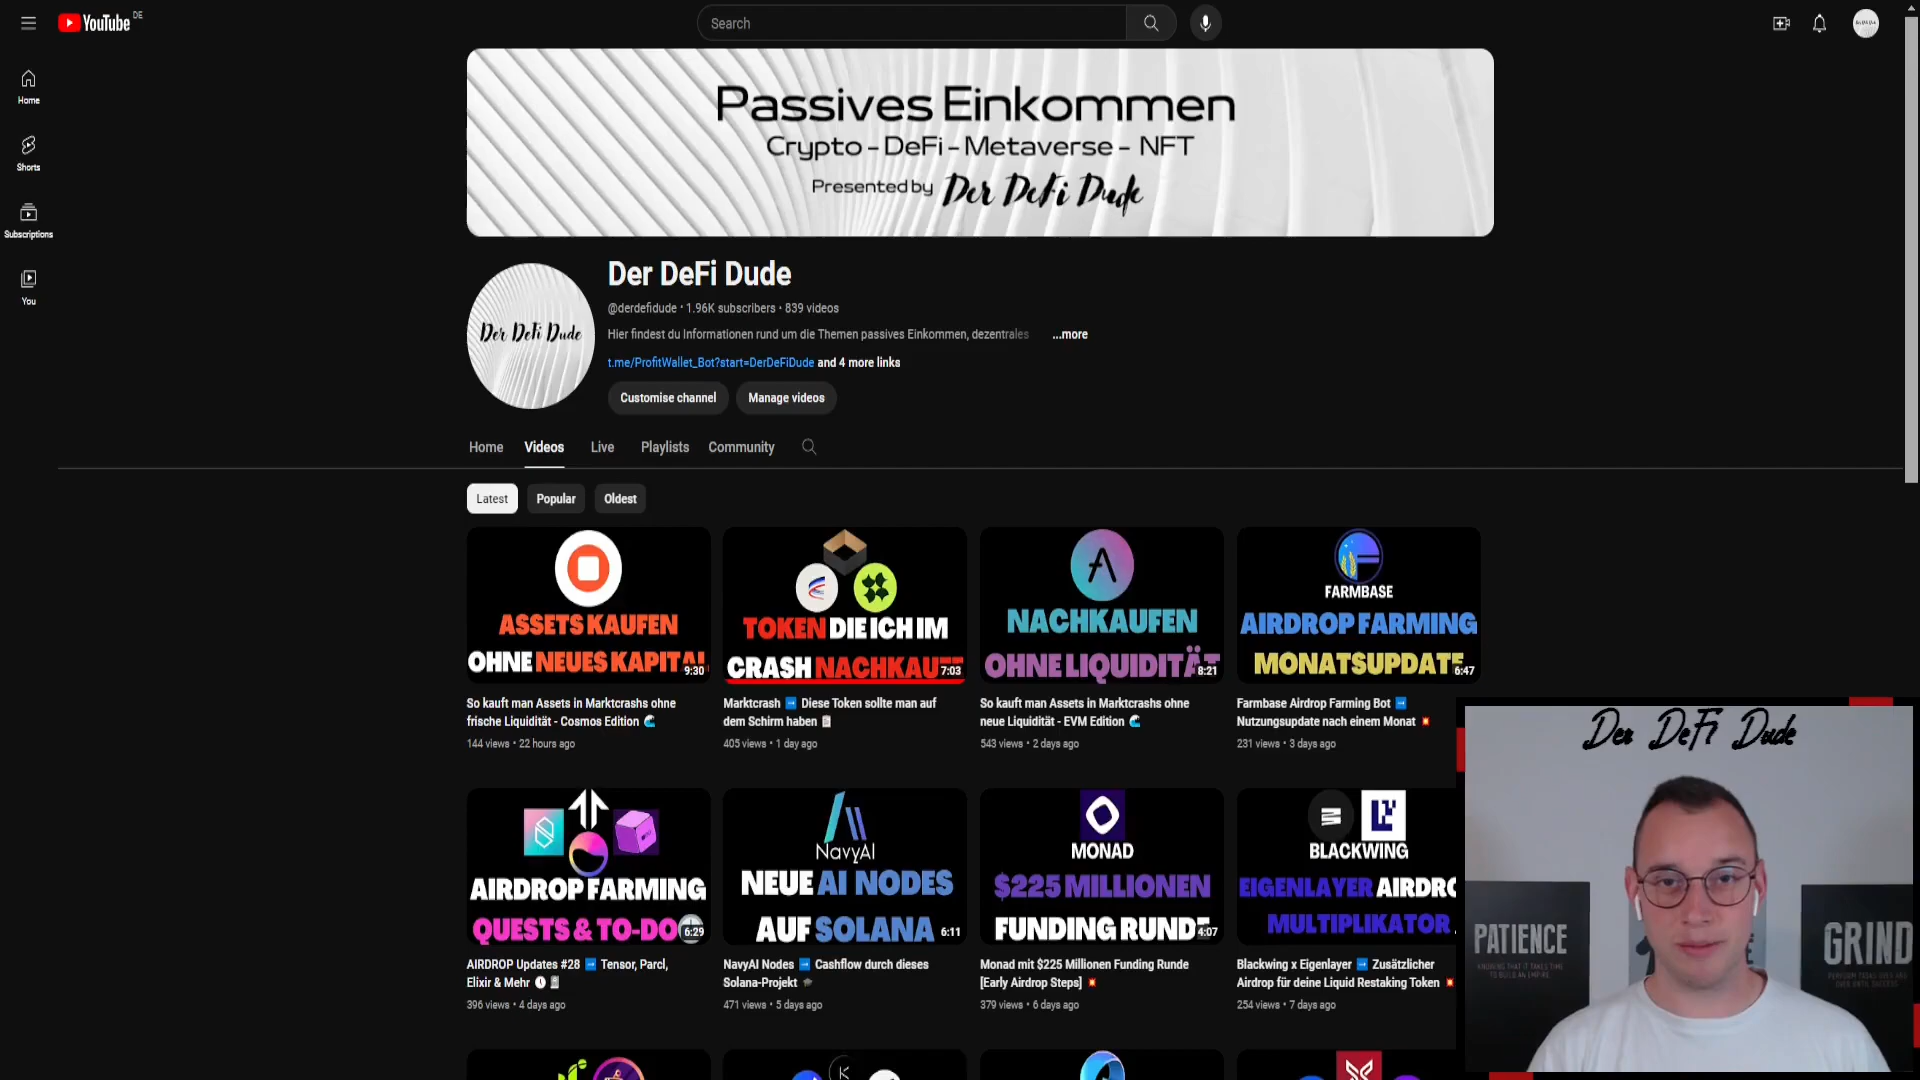 YouTube DE
Search
Home
Shorts
Subscriptions
You
Passives Einkommen
Crypto - DeFi - Metaverse - NFT
Presented by Der DeFi Dude
Der DeFi Dude
Der DeFi Dude
@derdefidude · 1.96K subscribers · 839 videos
Hier findest du Informationen rund um die Themen passives Einkommen, dezentrales ...more
t.me/ProfitWallet_Bot?start=DerDeFiDude and 4 more links
Customise channel Manage videos
Home Videos Live Playlists Community
Latest Popular Oldest
ASSETS KAUFEN
OHNE NEUES KAPITAL
9:30
So kauft man Assets in Marktcrashs ohne
frische Liquidität - Cosmos Edition 🌊
144 views · 22 hours ago
TOKEN DIE ICH IM
CRASH NACHKAUFE
7:03
Marktcrash ➡️ Diese Token sollte man auf
dem Schirm haben 📋
405 views · 1 day ago
NACHKAUFEN
OHNE LIQUIDITÄT
8:21
So kauft man Assets in Marktcrashs ohne
neue Liquidität - EVM Edition 🌊
543 views · 2 days ago
FARMBASE
AIRDROP FARMING
MONATSUPDATE
6:47
Farmbase Airdrop Farming Bot ➡️
Nutzungsupdate nach einem Monat 💥
231 views · 3 days ago
AIRDROP FARMING
QUESTS & TO-DO
6:29
AIRDROP Updates #28 ➡️ Tensor, Parcl,
Elixir & Mehr
396 views · 4 days ago
NavyAI
NEUE AI NODES
AUF SOLANA
6:11
NavyAI Nodes ➡️ Cashflow durch dieses
Solana-Projekt 🎓
471 views · 5 days ago
MONAD
$225 MILLIONEN
FUNDING RUNDE
4:07
Monad mit $225 Millionen Funding Runde
[Early Airdrop Steps] 💥
379 views · 6 days ago
BLACKWING
EIGENLAYER AIRDRO
MULTIPLIKATOR
Blackwing x Eigenlayer ➡️ Zusätzlicher
Airdrop für deine Liquid Restaking Token 💥
254 views · 7 days ago
Der DeFi Dude
PATIENCE
KNOWING THAT IT TAKES TIME
TO BUILD AN EMPIRE
GRIND